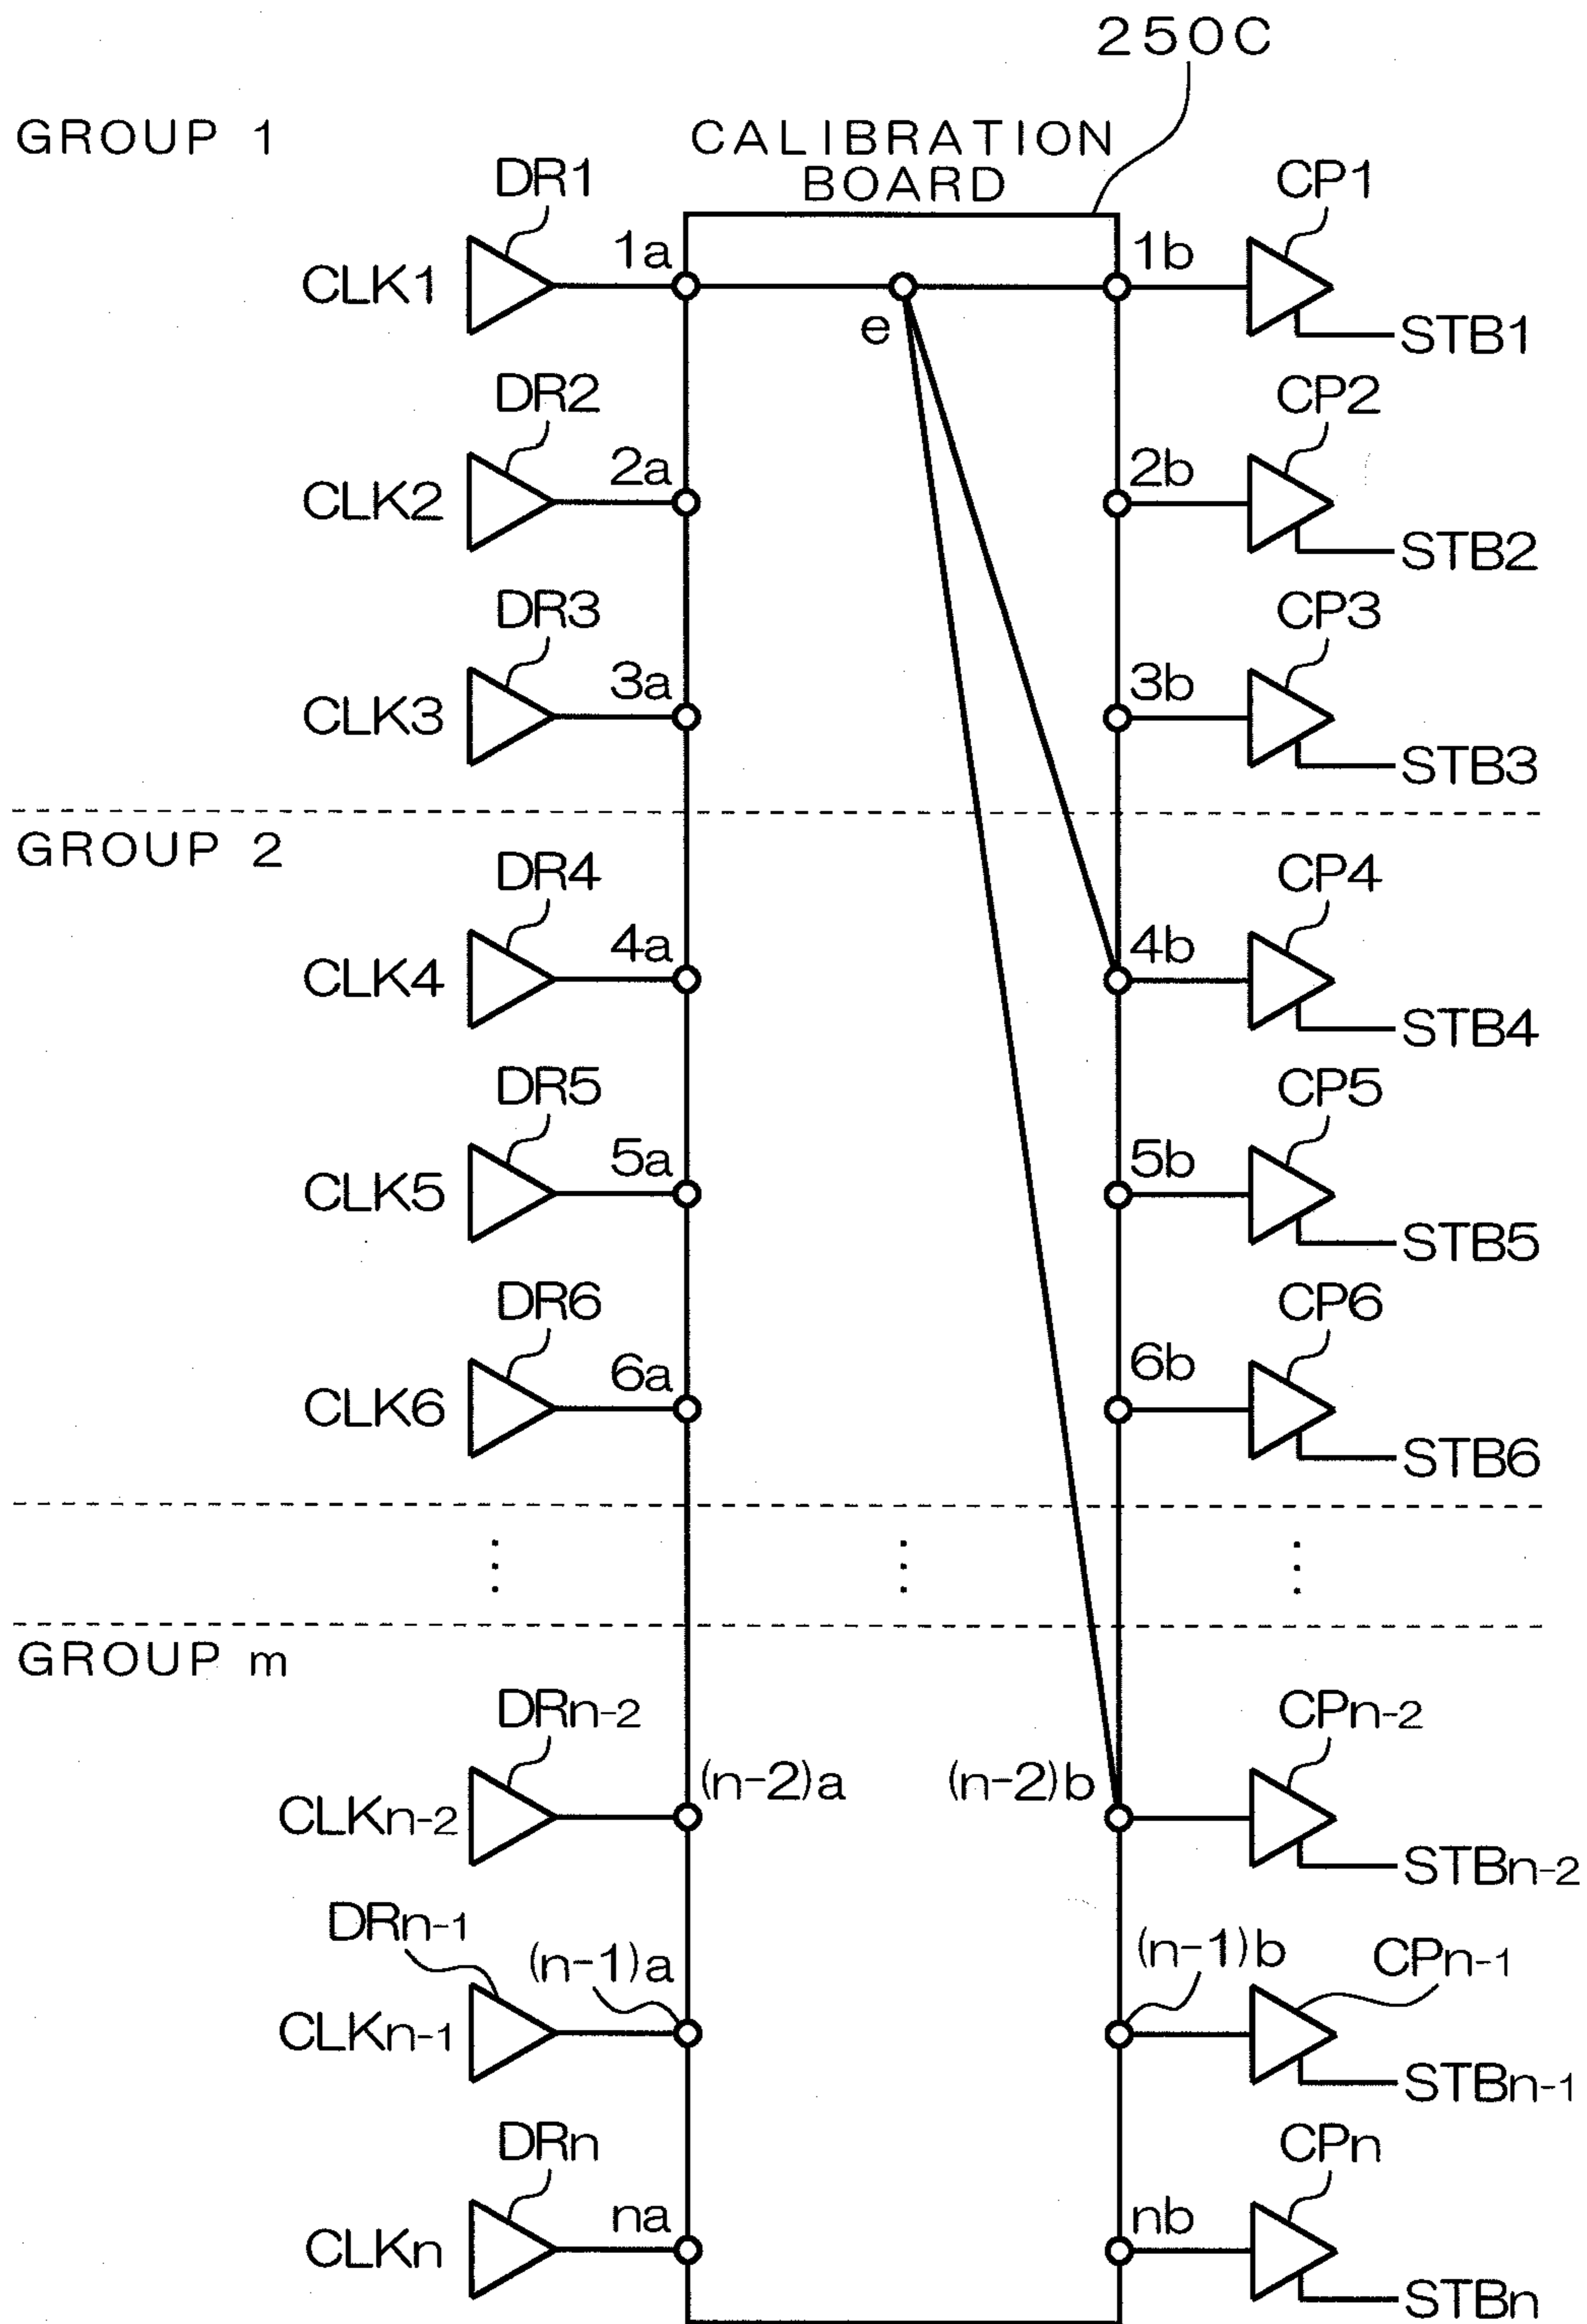 250C
GROUP 1
CALIBRATION
BOARD
DR1
CP1
1a
1b
CLK1
e
STB1
DR2
CP2
2a
2b
CLK2
STB2
DR3
CP3
3a
3b
CLK3
STB3
GROUP 2
DR4
CP4
4a
4b
CLK4
STB4
DR5
CP5
5a
5b
CLK5
STB5
DR6
CP6
6a
6b
CLK6
STB6
GROUP m
DRn-2
CPn-2
(n-2)a
(n-2)b
CLKn-2
STBn-2
DRn-1
(n-1)a
(n-1)b
CPn-1
CLKn-1
STBn-1
DRn
CPn
na
nb
CLKn
STBn